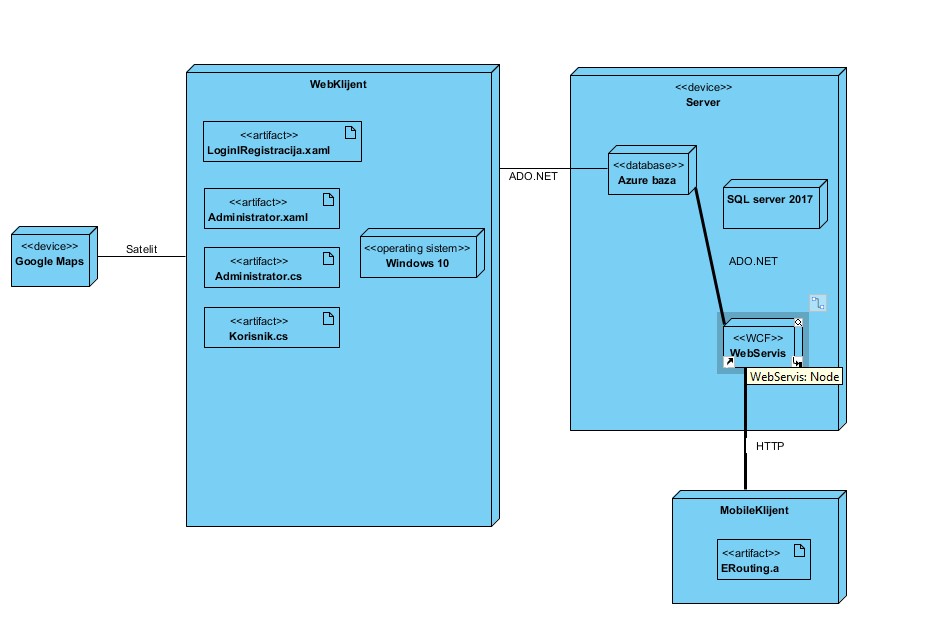 WebKlijent
<<artifact>>
LoginIRegistracija.xaml
<<artifact>>
Administrator.xaml
<<artifact>>
Administrator.cs
<<artifact>>
Korisnik.cs
<<operating sistem>>
Windows 10
<<device>>
Google Maps
Satelit
ADO.NET
<<device>>
Server
<<database>>
Azure baza
SQL server 2017
ADO.NET
<<WCF>>
WebServis
WebServis: Node
HTTP
MobileKlijent
<<artifact>>
ERouting.a